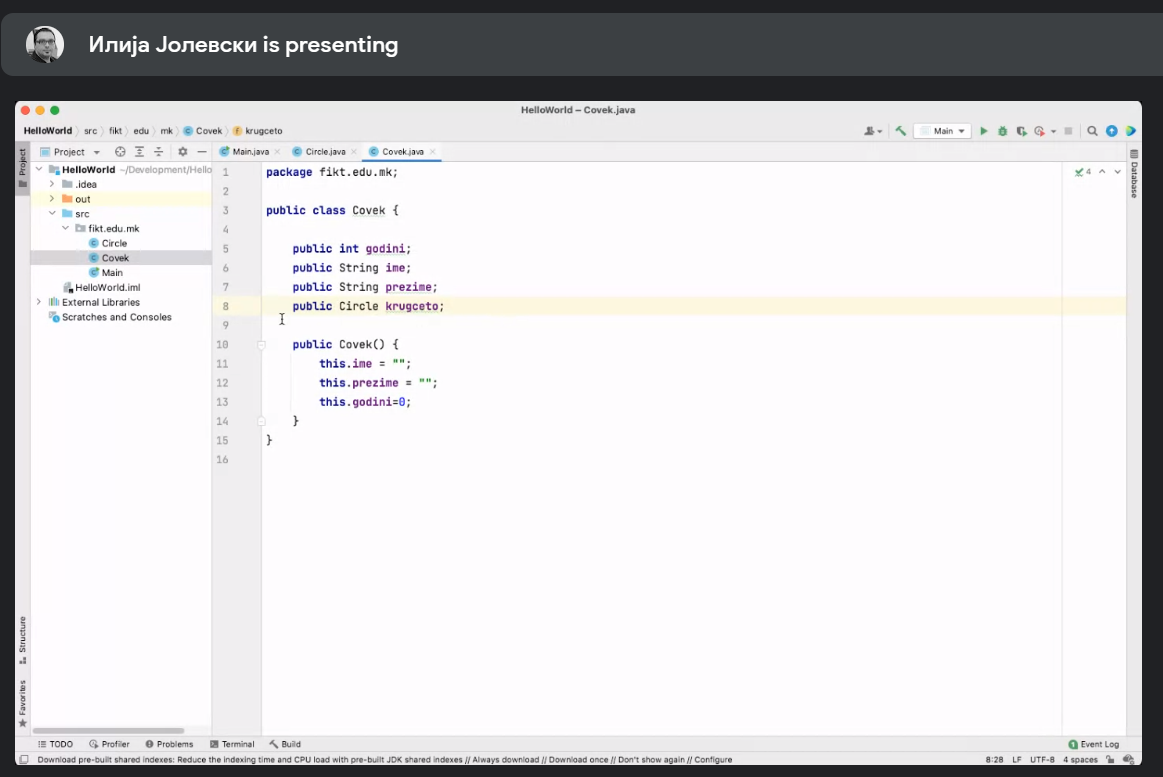 Илија Јолевски is presenting
HelloWorld – Covek.java
HelloWorld src fikt edu mk Covek krugceto
Main
Project
Main.java Circle.java Covek.java
Project
Database
HelloWorld ~/Development/Hello
.idea
out
src
fikt.edu.mk
Circle
Covek
Main
HelloWorld.iml
External Libraries
Scratches and Consoles
4
1 package fikt.edu.mk;
2
3 public class Covek {
4
5 public int godini;
6 public String ime;
7 public String prezime;
8 public Circle krugceto;
9
10 public Covek() {
11 this.ime = "";
12 this.prezime = "";
13 this.godini=0;
14 }
15 }
16
Structure
Favorites
TODO Profiler Problems Terminal Build
1 Event Log
Download pre-built shared indexes: Reduce the indexing time and CPU load with pre-built JDK shared indexes // Always download // Download once // Don't show again // Configure
8:28 LF UTF-8 4 spaces